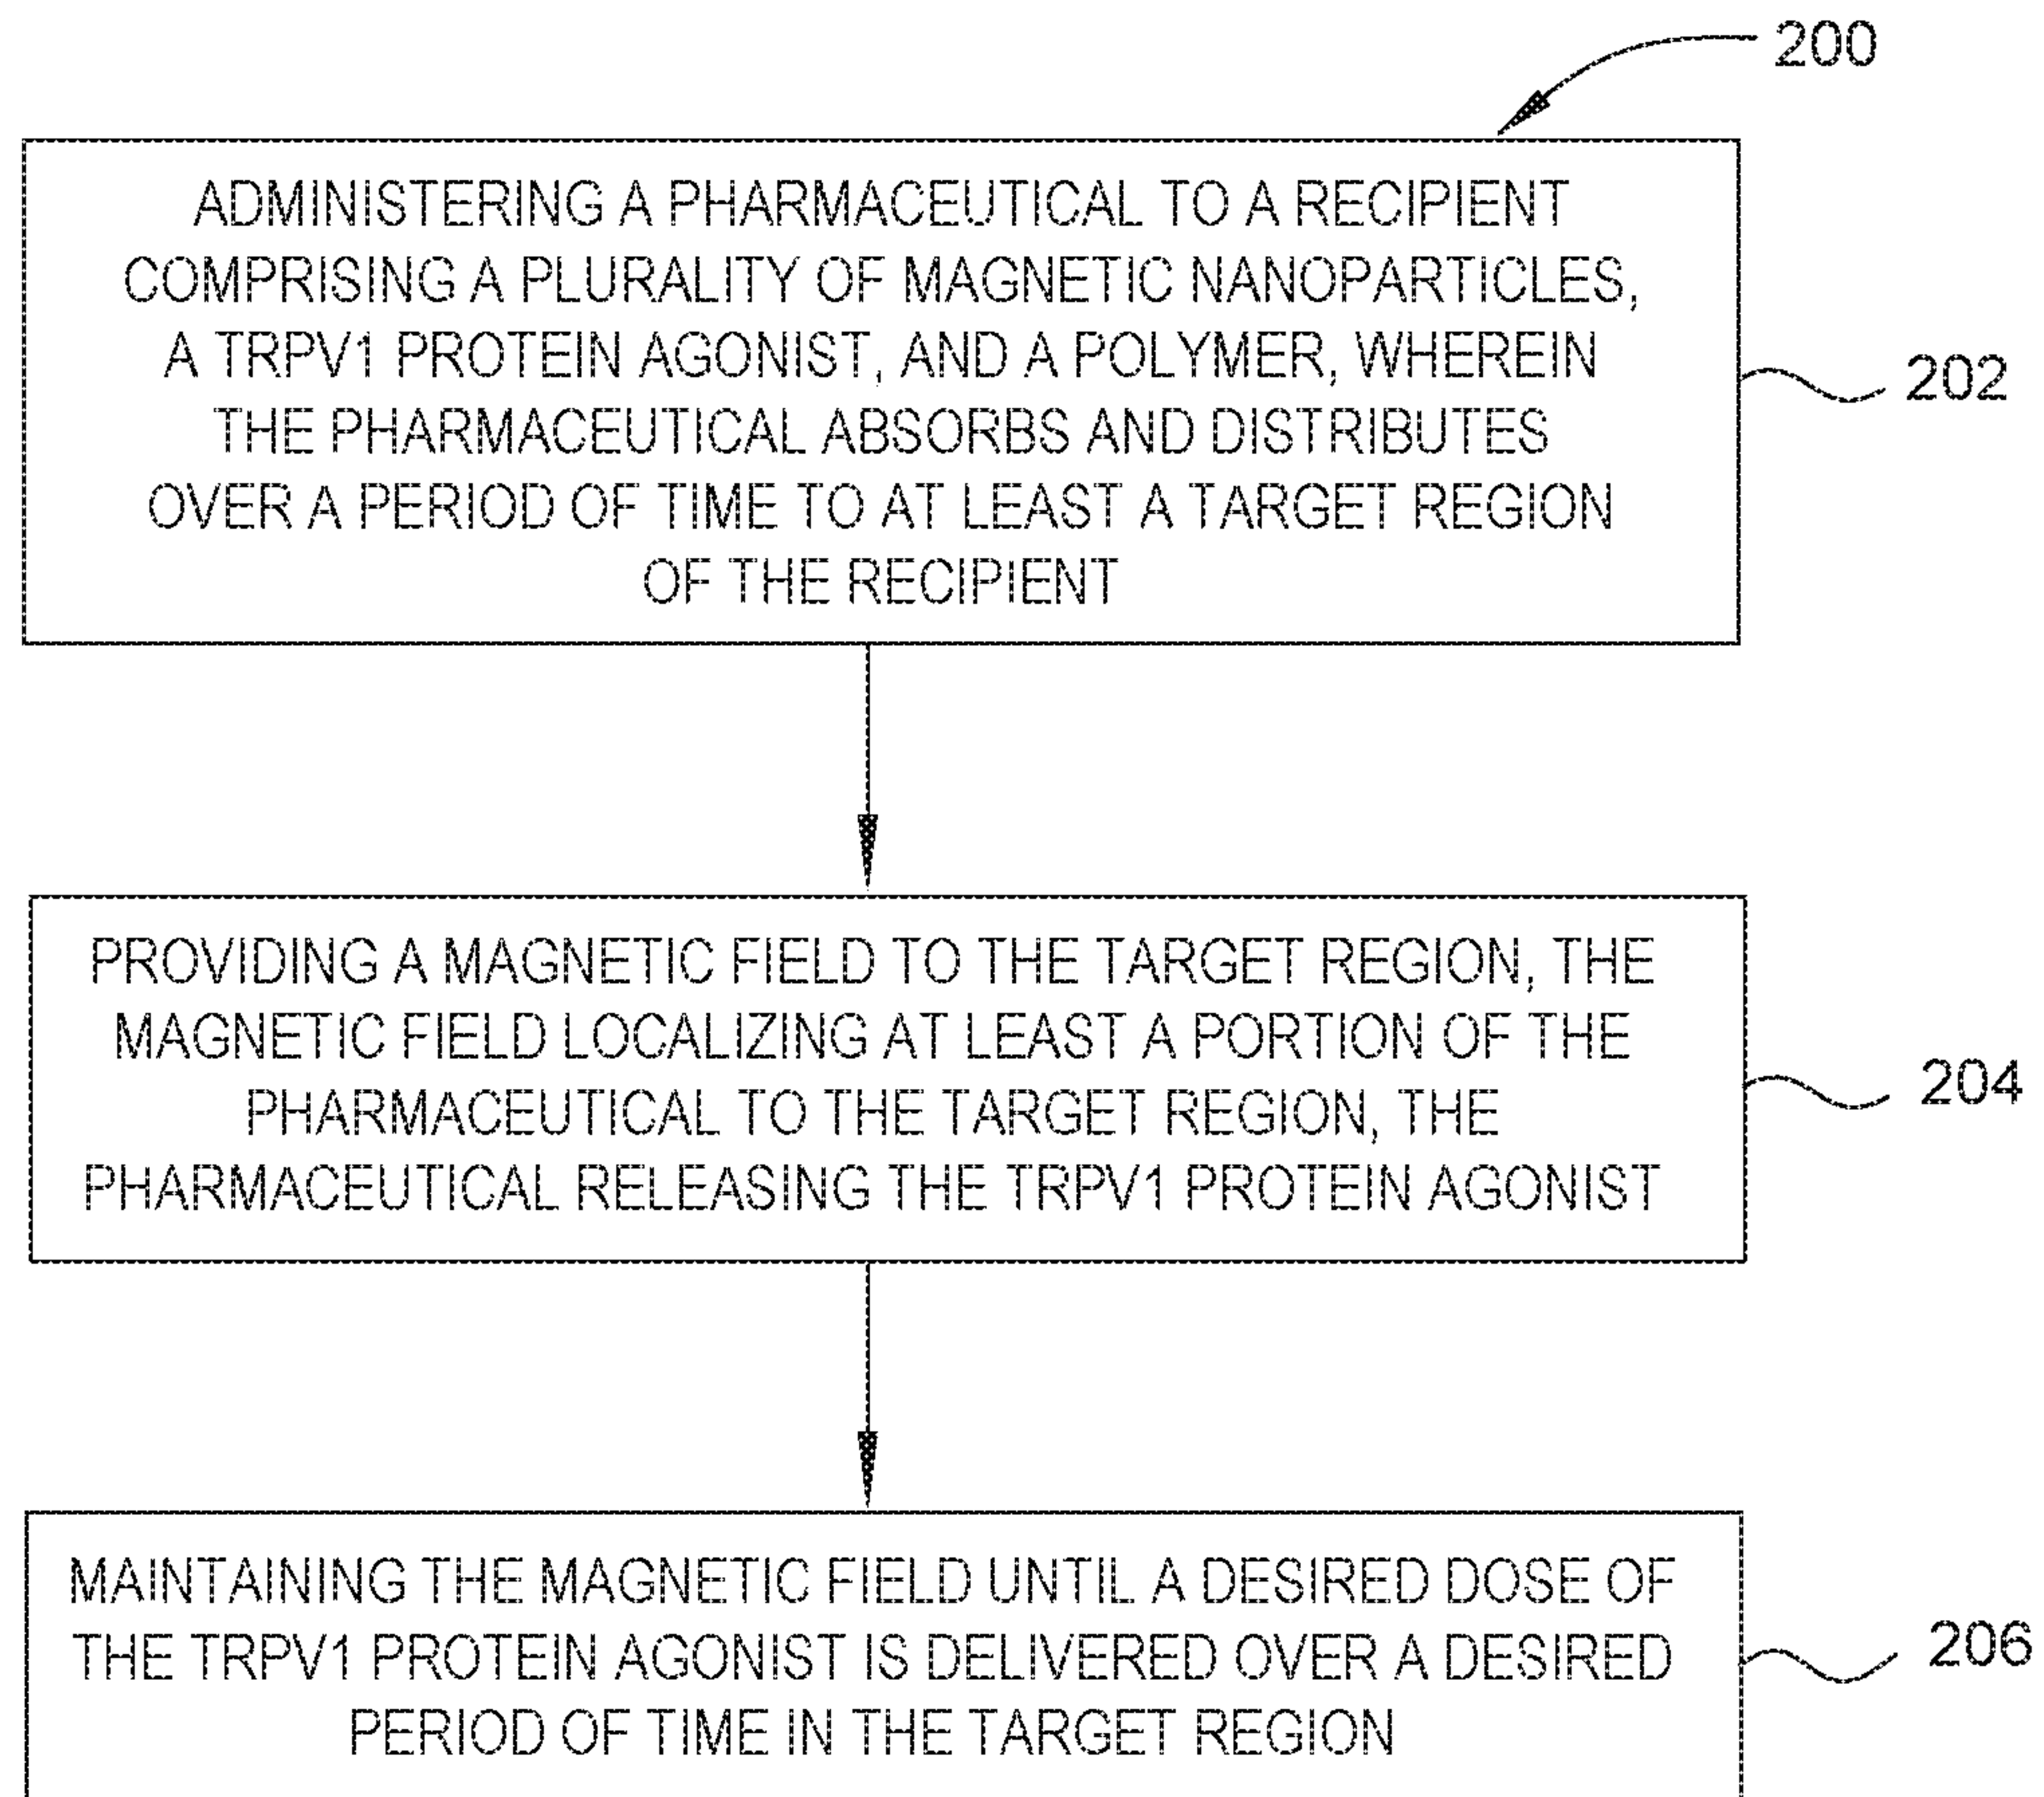 200
ADMINISTERING A PHARMACEUTICAL TO A RECIPIENT
COMPRISING A PLURALITY OF MAGNETIC NANOPARTICLES,
A TRPV1 PROTEIN AGONIST, AND A POLYMER, WHEREIN
THE PHARMACEUTICAL ABSORBS AND DISTRIBUTES
OVER A PERIOD OF TIME TO AT LEAST A TARGET REGION
OF THE RECIPIENT
202
PROVIDING A MAGNETIC FIELD TO THE TARGET REGION, THE
MAGNETIC FIELD LOCALIZING AT LEAST A PORTION OF THE
PHARMACEUTICAL TO THE TARGET REGION, THE
PHARMACEUTICAL RELEASING THE TRPV1 PROTEIN AGONIST
204
MAINTAINING THE MAGNETIC FIELD UNTIL A DESIRED DOSE OF
THE TRPV1 PROTEIN AGONIST IS DELIVERED OVER A DESIRED
PERIOD OF TIME IN THE TARGET REGION
206